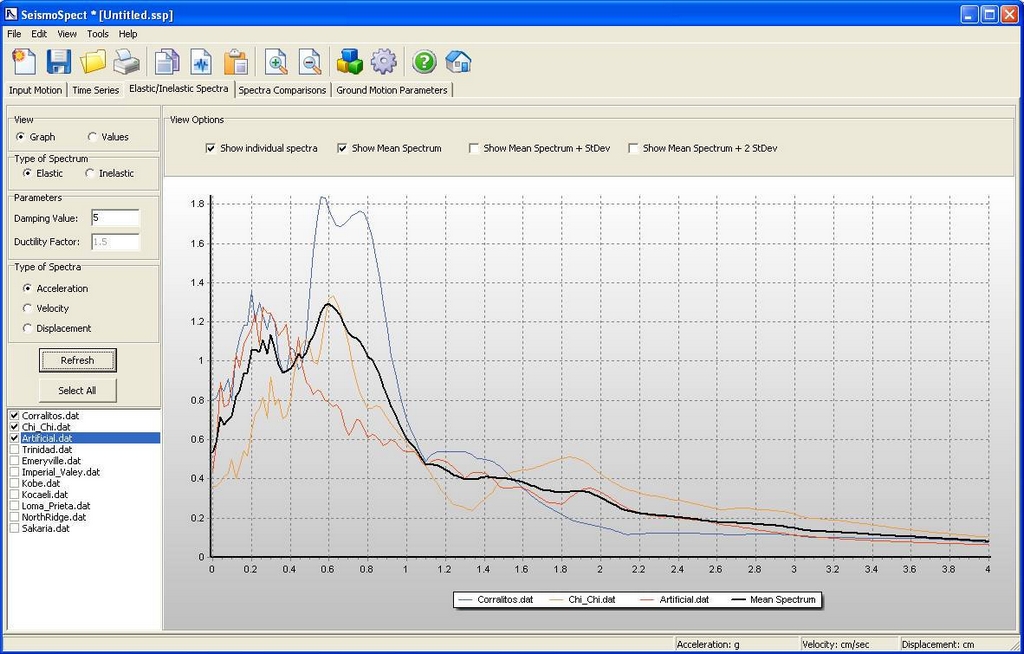 SeismoSpect * [Untitled.ssp]
File Edit View Tools Help
Input Motion Time Series Elastic/Inelastic Spectra Spectra Comparisons Ground Motion Parameters
View
Graph Values
Type of Spectrum
Elastic Inelastic
Parameters
Damping Value: 5
Ductility Factor: 1.5
Type of Spectra
Acceleration
Velocity
Displacement
Refresh
Select All
Corralitos.dat
Chi_Chi.dat
Artificial.dat
Trinidad.dat
Emeryville.dat
Imperial_Valey.dat
Kobe.dat
Kocaeli.dat
Loma_Prieta.dat
NorthRidge.dat
Sakaria.dat
View Options
Show individual spectra Show Mean Spectrum Show Mean Spectrum + StDev Show Mean Spectrum + 2 StDev
1.8
1.6
1.4
1.2
1
0.8
0.6
0.4
0.2
0
0 0.2 0.4 0.6 0.8 1 1.2 1.4 1.6 1.8 2 2.2 2.4 2.6 2.8 3 3.2 3.4 3.6 3.8 4
Corralitos.dat Chi_Chi.dat Artificial.dat Mean Spectrum
Acceleration: g Velocity: cm/sec Displacement: cm